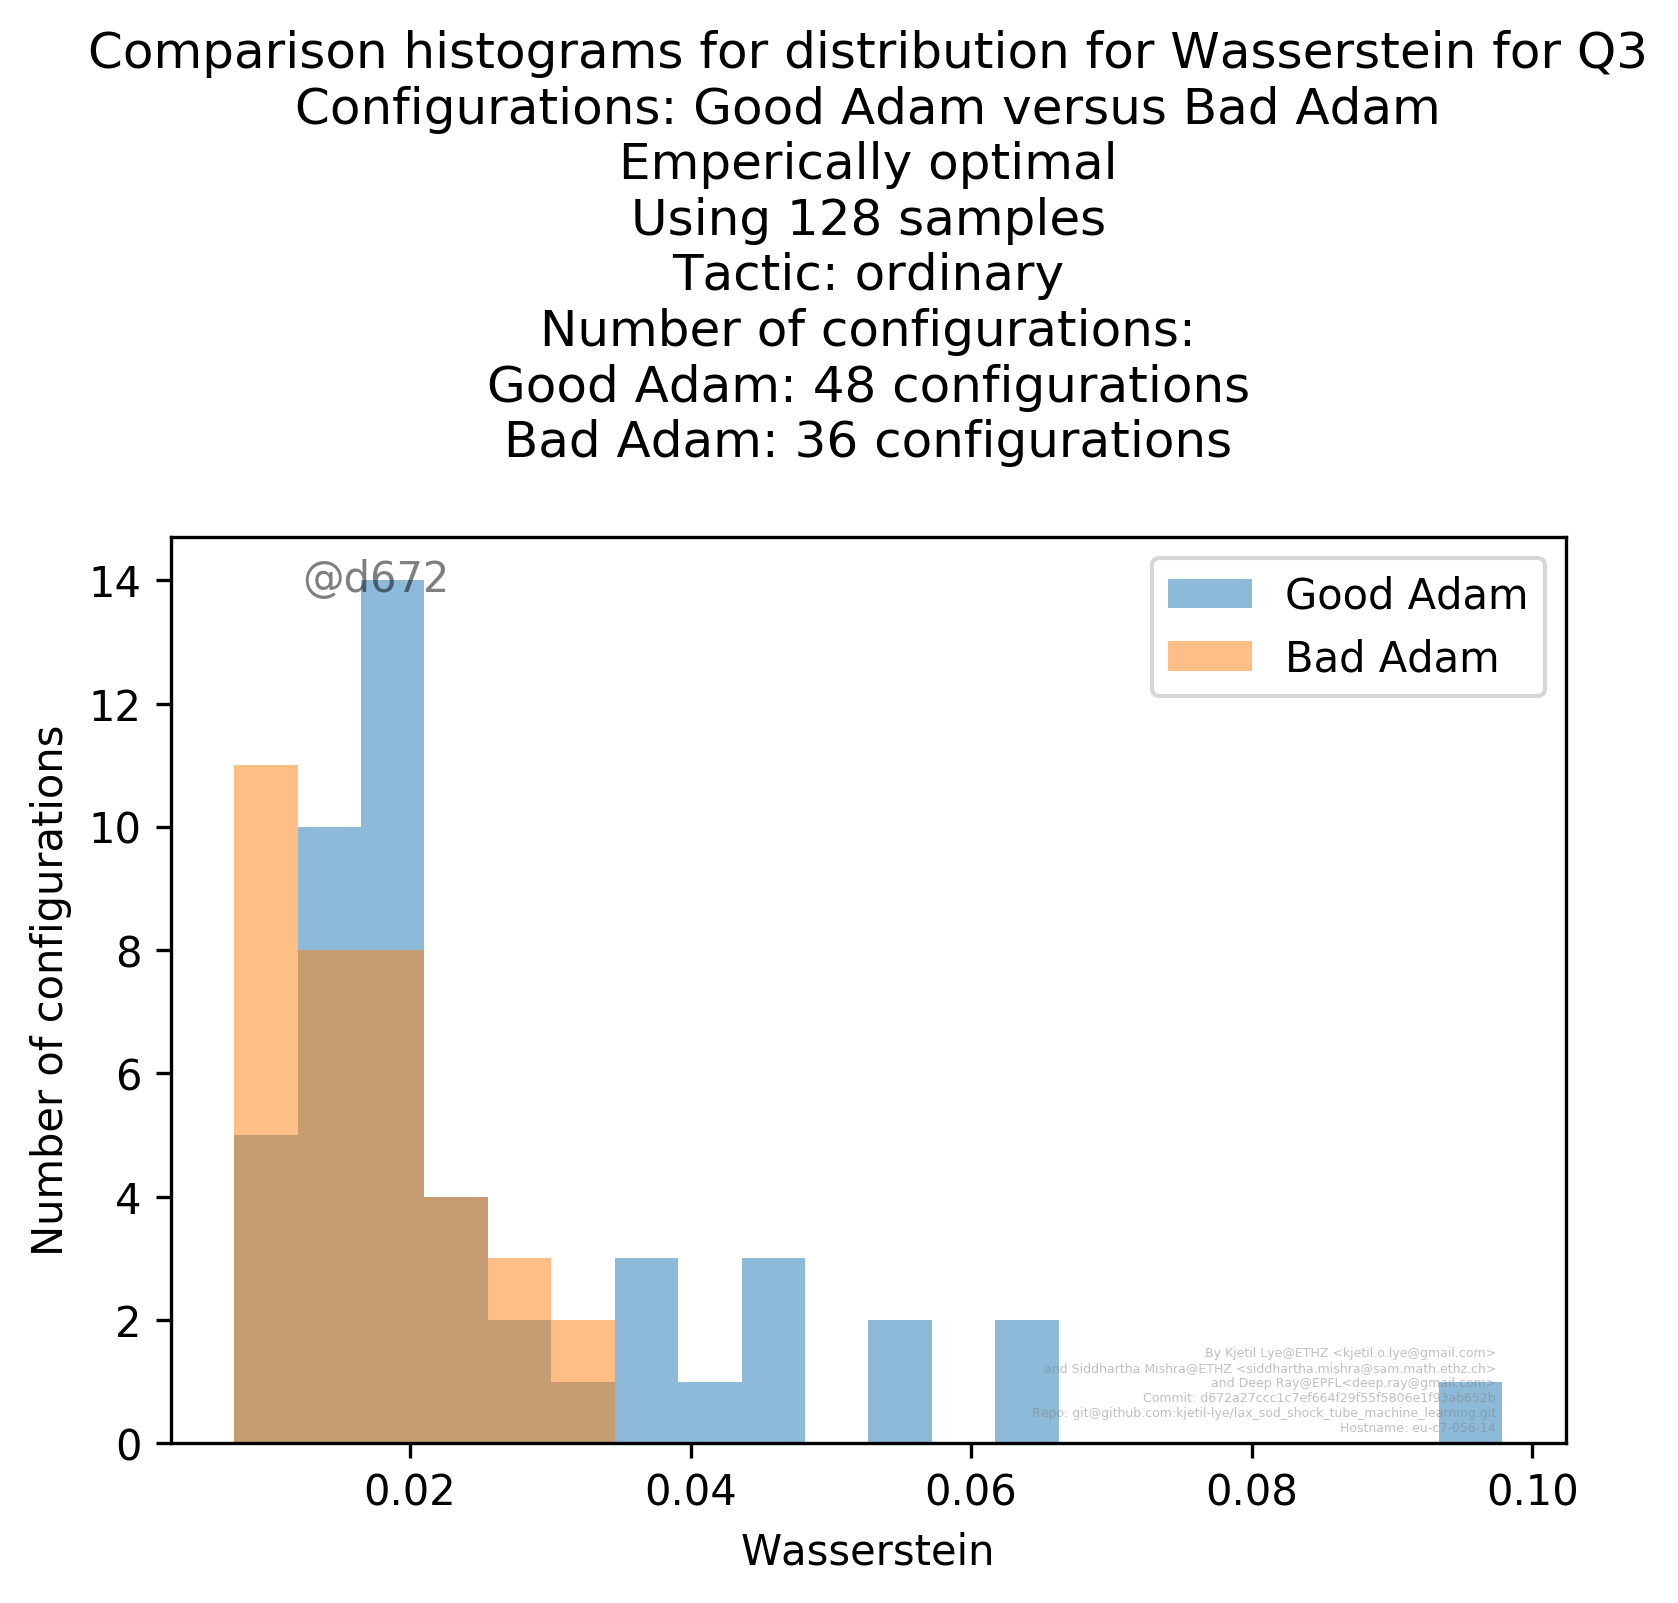 Comparison histograms for distribution for Wasserstein for Q3
Configurations: Good Adam versus Bad Adam
Emperically optimal
Using 128 samples
Tactic: ordinary
Number of configurations:
Good Adam: 48 configurations
Bad Adam: 36 configurations
@d672
Good Adam
Bad Adam
14
12
10
8
6
4
2
0
Number of configurations
By Kjetil Lye@ETHZ <kjetil.o.lye@gmail.com>
and Siddhartha Mishra@ETHZ <siddhartha.mishra@sam.math.ethz.ch>
and Deep Ray@EPFL<deep.ray@gmail.com>
Commit: d672a27ccc1c7ef664f29f55f5806e1f93ab652b
Repo: git@github.com:kjetil-lye/lax_sod_shock_tube_machine_learning.git
Hostname: eu-c7-056-14
0.02
0.04
0.06
0.08
0.10
Wasserstein